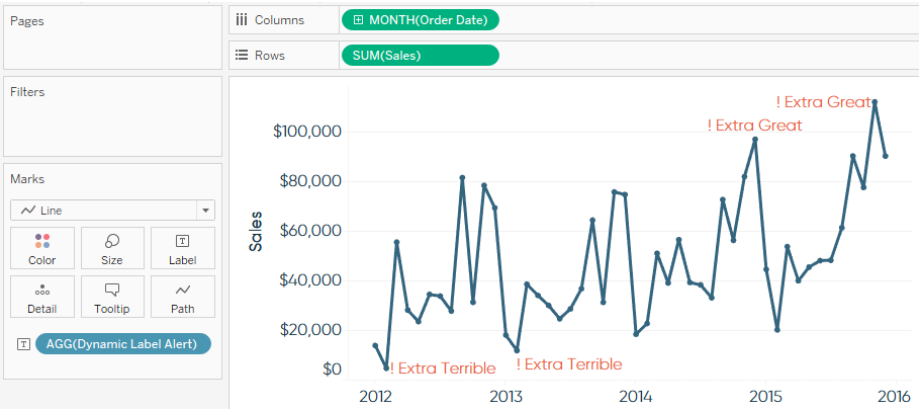 Pages
Columns
MONTH(Order Date)
Rows
SUM(Sales)
Filters
Marks
Line
Color
Size
Label
Detail
Tooltip
Path
T AGG(Dynamic Label Alert)
Sales
$100,000
$80,000
$60,000
$40,000
$20,000
$0
! Extra Great
! Extra Great
! Extra Terrible
! Extra Terrible
2012 2013 2014 2015 2016